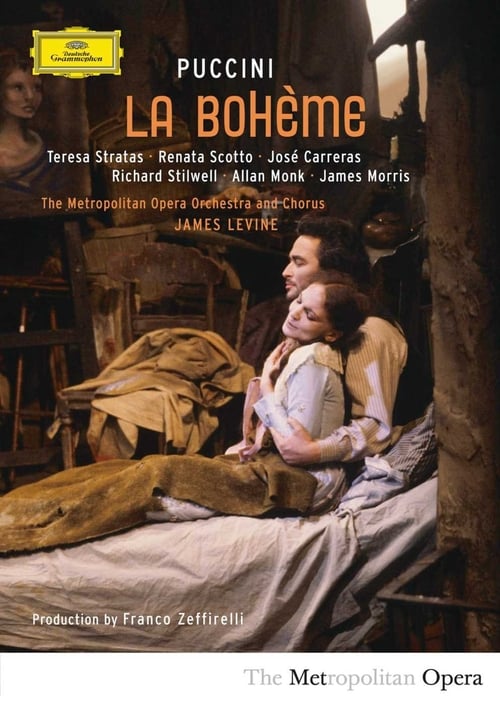 Deutsche
Grammophon
PUCCINI
LA BOHÈME
Teresa Stratas · Renata Scotto · José Carreras
Richard Stilwell · Allan Monk · James Morris
The Metropolitan Opera Orchestra and Chorus
JAMES LEVINE
Production by Franco Zeffirelli
The Metropolitan Opera